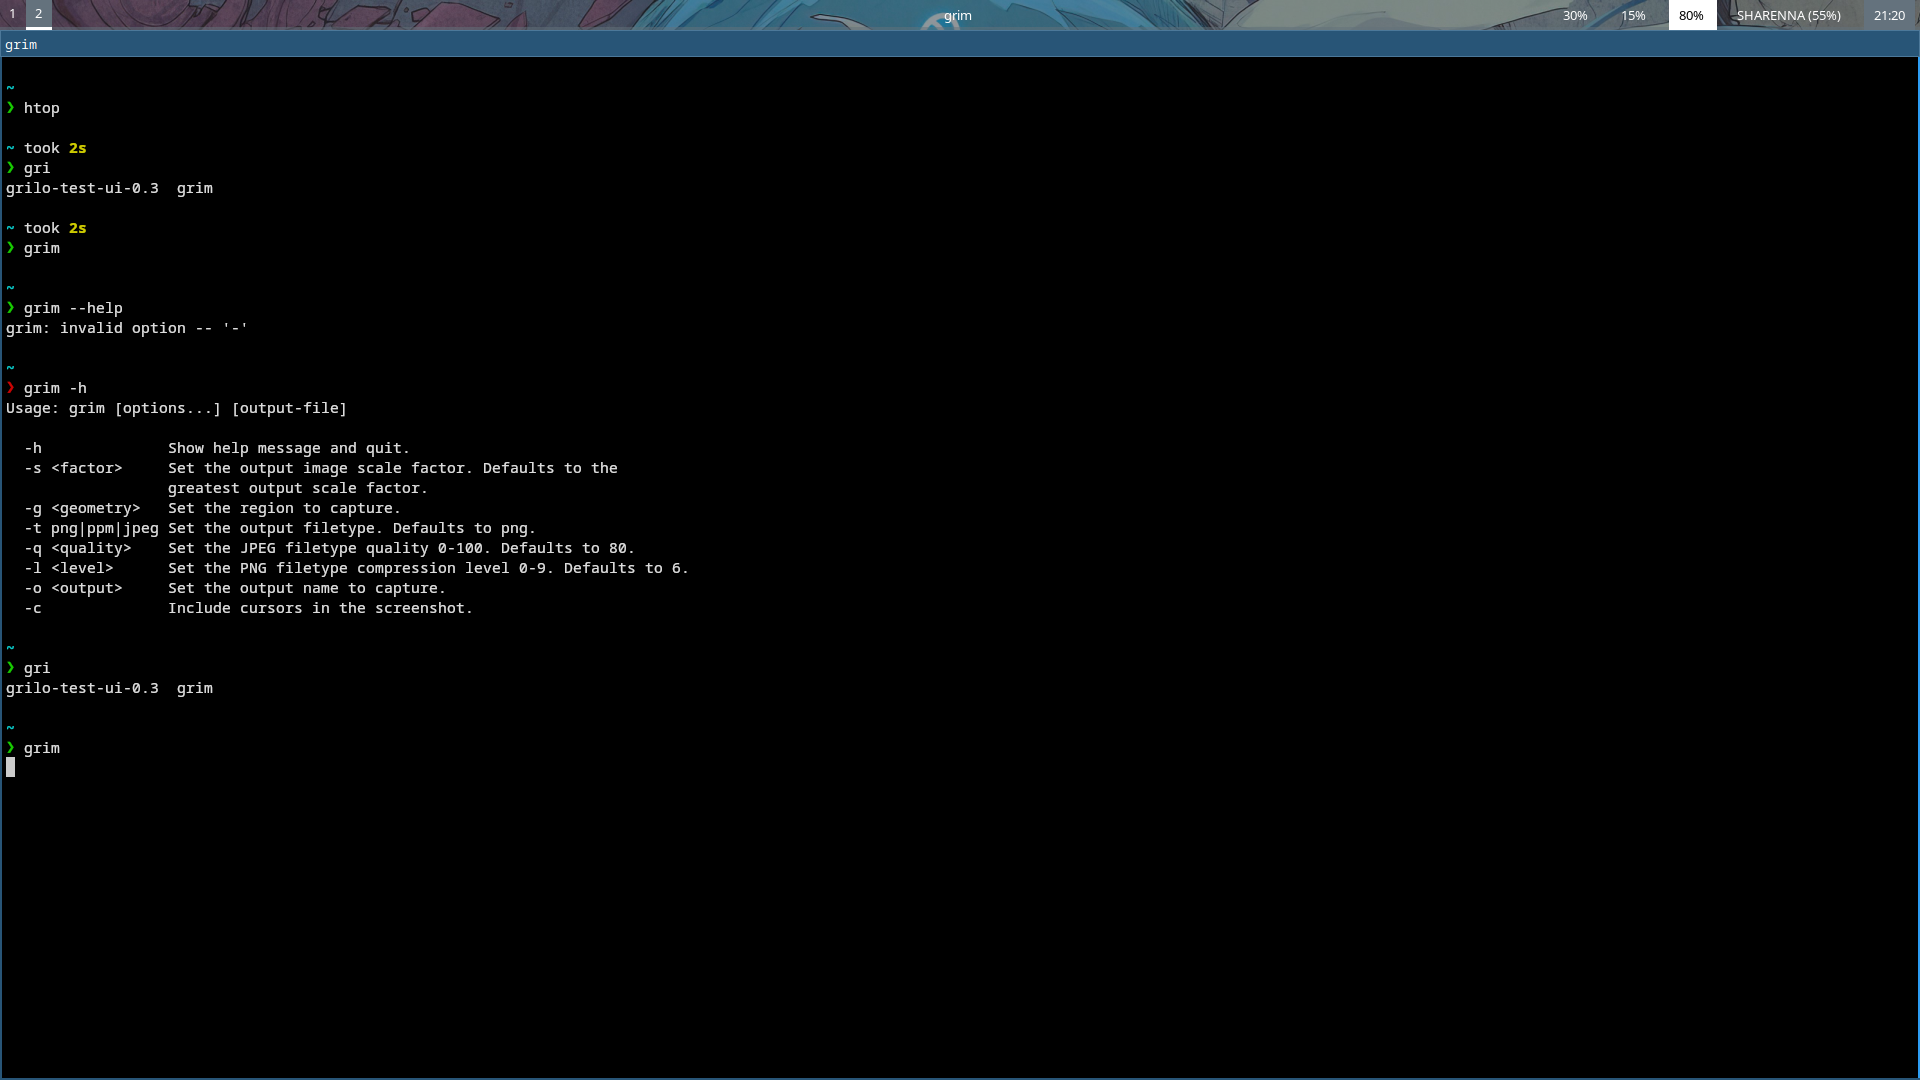 1 2 grim 30% 15% 80% SHARENNA (55%) 21:20
grim
~
❯ htop
~ took 2s
❯ gri
grilo-test-ui-0.3  grim
~ took 2s
❯ grim
~
❯ grim --help
grim: invalid option -- '-'
~
❯ grim -h
Usage: grim [options...] [output-file]
  -h              Show help message and quit.
  -s <factor>     Set the output image scale factor. Defaults to the
                  greatest output scale factor.
  -g <geometry>   Set the region to capture.
  -t png|ppm|jpeg Set the output filetype. Defaults to png.
  -q <quality>    Set the JPEG filetype quality 0-100. Defaults to 80.
  -l <level>      Set the PNG filetype compression level 0-9. Defaults to 6.
  -o <output>     Set the output name to capture.
  -c              Include cursors in the screenshot.
~
❯ gri
grilo-test-ui-0.3  grim
~
❯ grim